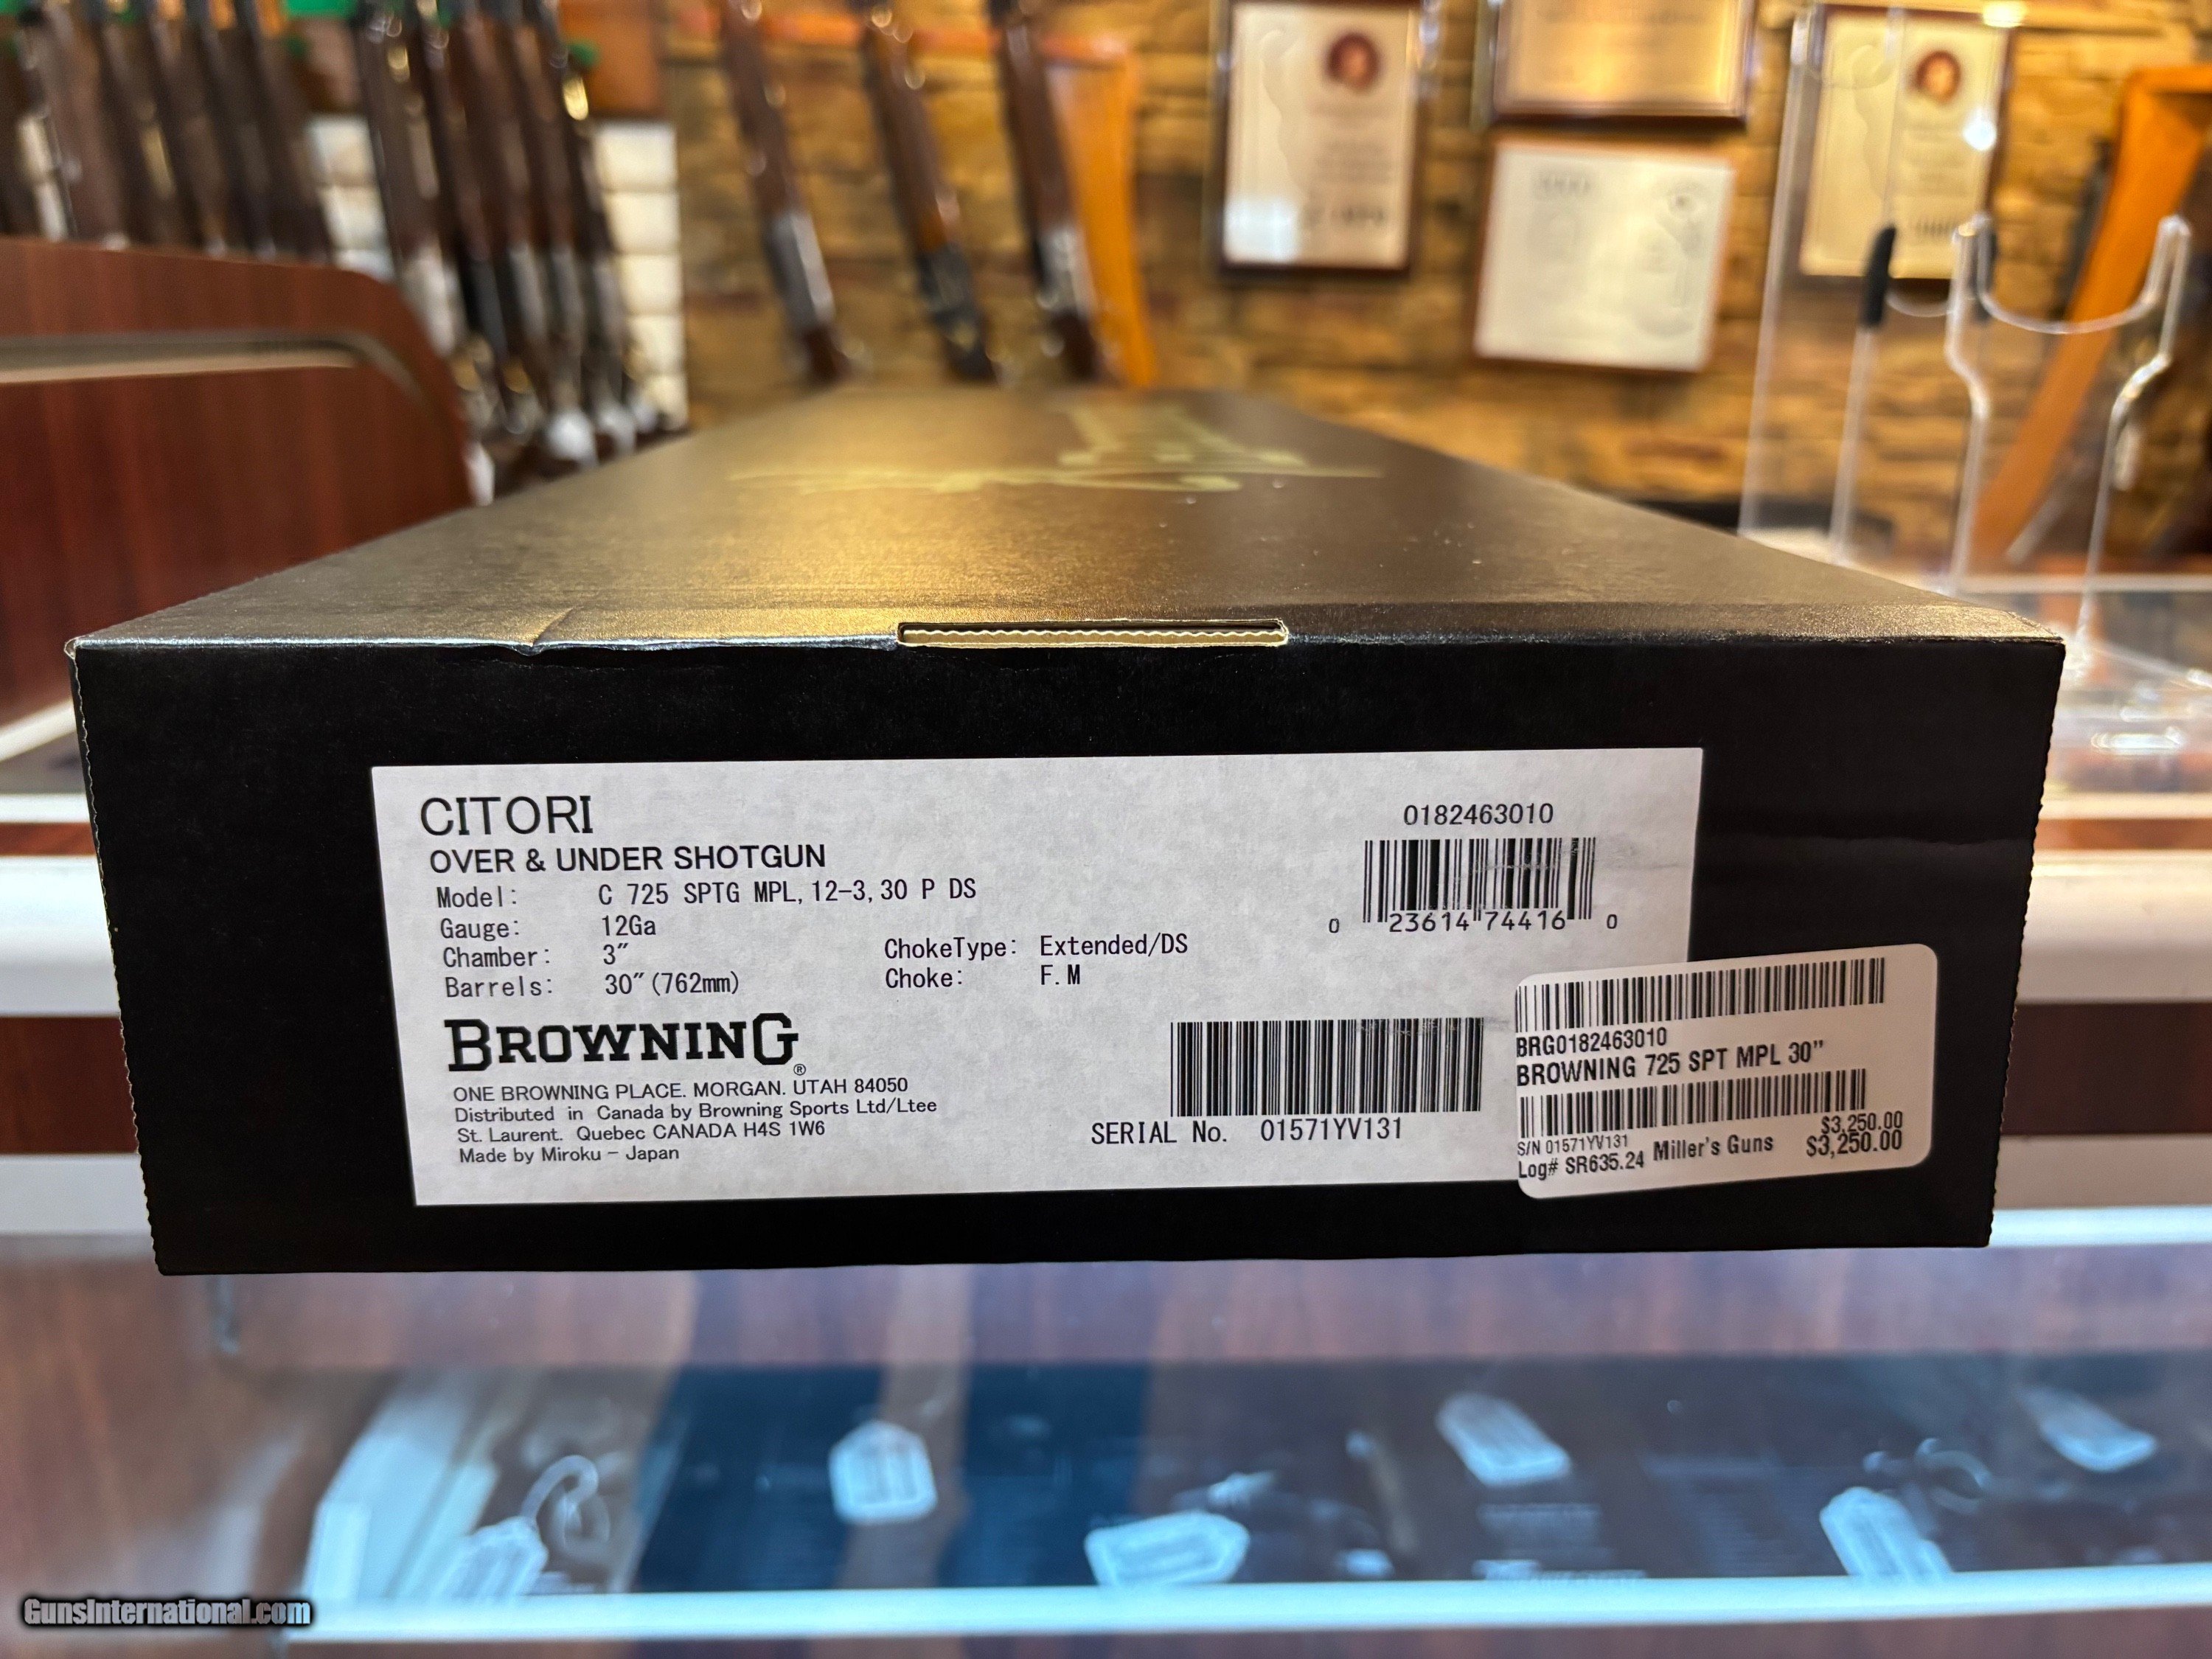 CITORI
OVER & UNDER SHOTGUN
Model: C 725 SPTG MPL, 12-3, 30 P DS
Gauge: 12Ga
Chamber: 3"
Barrels: 30"(762mm)
ChokeType: Extended/DS
Choke: F.M
BROWNING®
ONE BROWNING PLACE. MORGAN. UTAH 84050
Distributed in Canada by Browning Sports Ltd/Ltee
St. Laurent. Quebec CANADA H4S 1W6
Made by Miroku - Japan
0182463010
0 23614 74416 0
SERIAL No. 01571YV131
BRG0182463010
BROWNING 725 SPT MPL 30"
$3,250.00
S/N 01571YV131
Log# SR635.24 Miller's Guns $3,250.00
GunsInternational.com